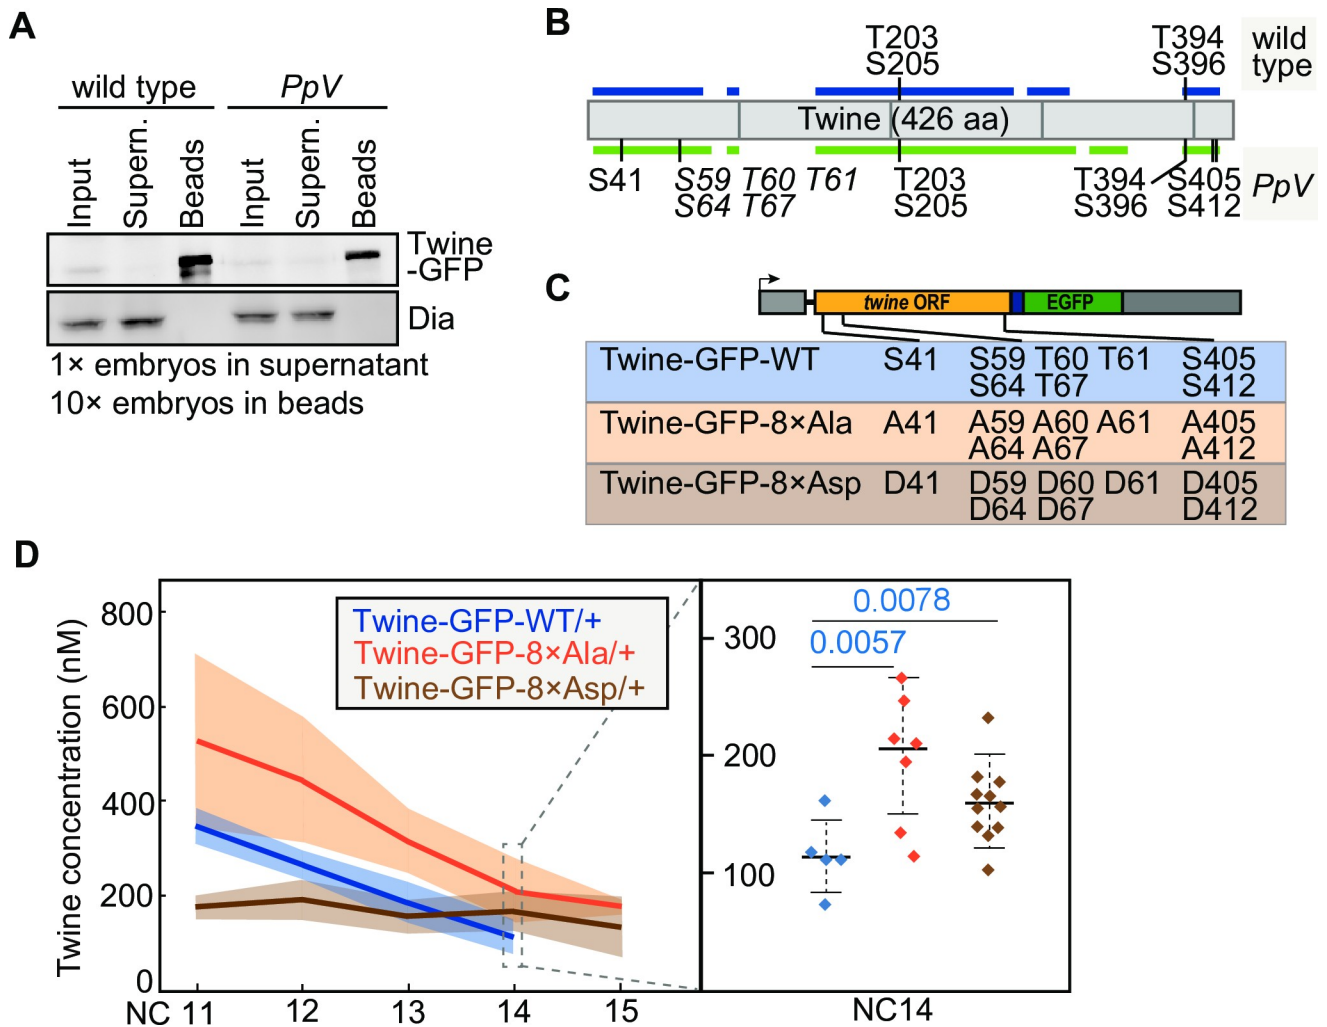 A
wild type
PpV
Input
Supern.
Beads
Input
Supern.
Beads
Twine
-GFP
Dia
1× embryos in supernatant
10× embryos in beads
B
T203
S205
T394
S396
wild
type
Twine (426 aa)
S41
S59 T60 T61
S64 T67
T203
S205
T394
S396
S405
S412
PpV
C
twine ORF
EGFP
Twine-GFP-WT S41 S59 T60 T61 S405
S64 T67 S412
Twine-GFP-8×Ala A41 A59 A60 A61 A405
A64 A67 A412
Twine-GFP-8×Asp D41 D59 D60 D61 D405
D64 D67 D412
D
Twine concentration (nM)
800
600
400
200
0
NC 11 12 13 14 15
Twine-GFP-WT/+
Twine-GFP-8×Ala/+
Twine-GFP-8×Asp/+
0.0078
0.0057
300
200
100
NC14